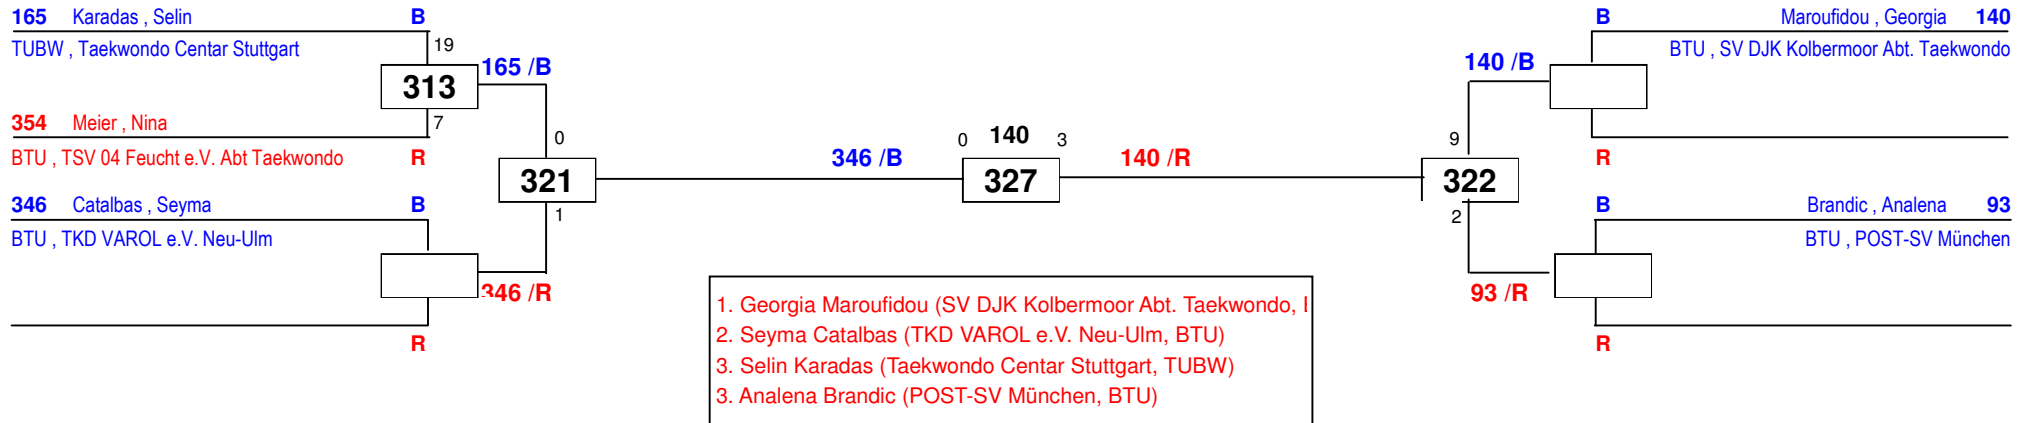 165 Karadas , Selin B
TUBW , Taekwondo Centar Stuttgart
19
313
165 /B
7
354 Meier , Nina
BTU , TSV 04 Feucht e.V. Abt Taekwondo R
0
321
1
346 Catalbas , Seyma B
BTU , TKD VAROL e.V. Neu-Ulm
346 /R
R
346 /B
0 140 3
327
140 /R
B Maroufidou , Georgia 140
BTU , SV DJK Kolbermoor Abt. Taekwondo
140 /B
9
322
2
R
B Brandic , Analena 93
BTU , POST-SV München
93 /R
R
1. Georgia Maroufidou (SV DJK Kolbermoor Abt. Taekwondo,
2. Seyma Catalbas (TKD VAROL e.V. Neu-Ulm, BTU)
3. Selin Karadas (Taekwondo Centar Stuttgart, TUBW)
3. Analena Brandic (POST-SV München, BTU)